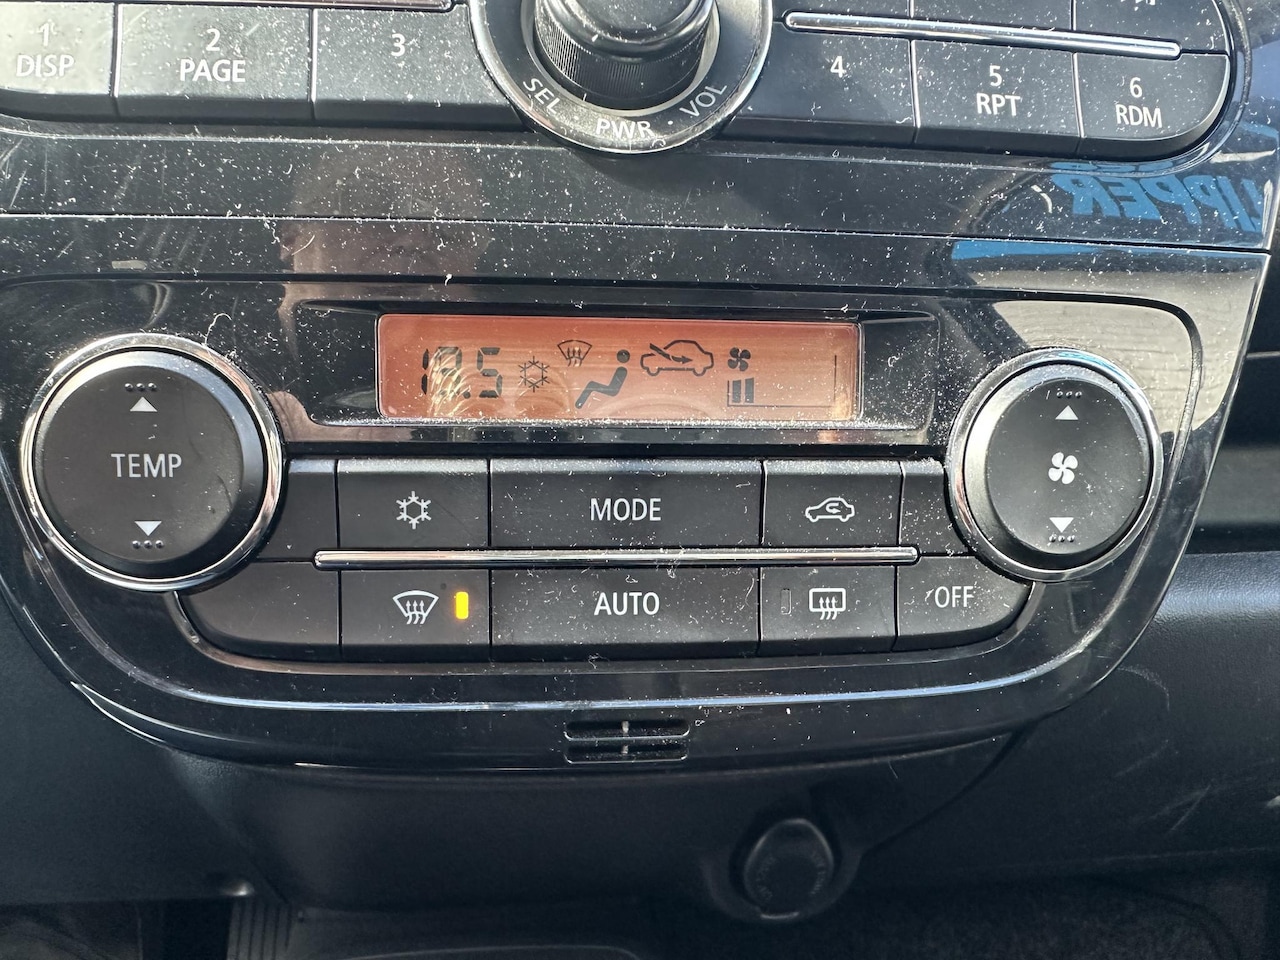 1
DISP
2
PAGE
3
4
5
RPT
6
RDM
SEL
PWR
VOL
TEMP
MODE
AUTO
OFF